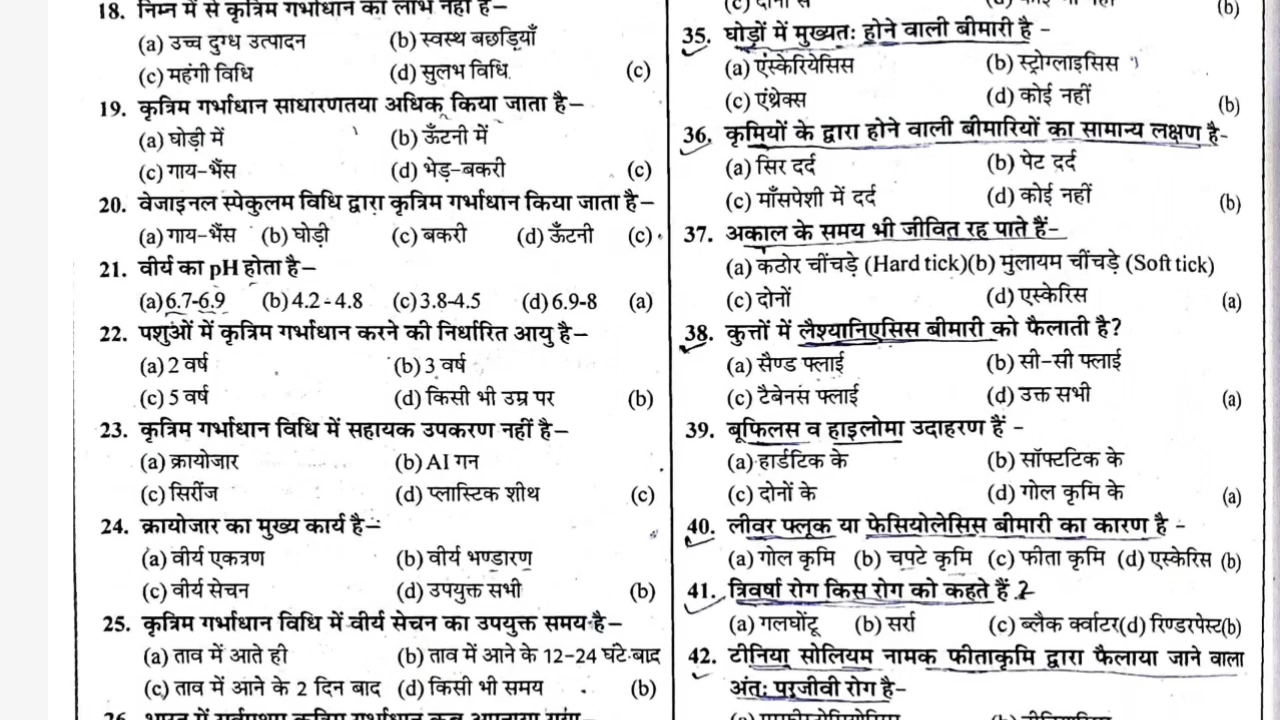 18. निम्न में से कृत्रिम गर्भाधान का लाभ नहीं है–
(a) उच्च दुग्ध उत्पादन (b) स्वस्थ बछड़ियाँ
(c) महंगी विधि (d) सुलभ विधि (c)
19. कृत्रिम गर्भाधान साधारणतया अधिक किया जाता है–
(a) घोड़ी में (b) ऊँटनी में
(c) गाय-भैंस (d) भेड़-बकरी (c)
20. वेजाइनल स्पेकुलम विधि द्वारा कृत्रिम गर्भाधान किया जाता है–
(a) गाय-भैंस (b) घोड़ी (c) बकरी (d) ऊँटनी (c)
21. वीर्य का pH होता है–
(a) 6.7-6.9 (b) 4.2-4.8 (c) 3.8-4.5 (d) 6.9-8 (a)
22. पशुओं में कृत्रिम गर्भाधान करने की निर्धारित आयु है–
(a) 2 वर्ष (b) 3 वर्ष
(c) 5 वर्ष (d) किसी भी उम्र पर (b)
23. कृत्रिम गर्भाधान विधि में सहायक उपकरण नहीं है–
(a) क्रायोजार (b) AI गन
(c) सिरींज (d) प्लास्टिक शीथ (c)
24. क्रायोजार का मुख्य कार्य है–
(a) वीर्य एकत्रण (b) वीर्य भण्डारण
(c) वीर्य सेचन (d) उपयुक्त सभी (b)
25. कृत्रिम गर्भाधान विधि में वीर्य सेचन का उपयुक्त समय है–
(a) ताव में आते ही (b) ताव में आने के 12-24 घंटे बाद
(c) ताव में आने के 2 दिन बाद (d) किसी भी समय (b)
(b)
35. घोड़ों में मुख्यतः होने वाली बीमारी है -
(a) एंस्केरियेसिस (b) स्ट्रोग्लाइसिस
(c) एंथ्रेक्स (d) कोई नहीं (b)
36. कृमियों के द्वारा होने वाली बीमारियों का सामान्य लक्षण है-
(a) सिर दर्द (b) पेट दर्द
(c) माँसपेशी में दर्द (d) कोई नहीं (b)
37. अकाल के समय भी जीवित रह पाते हैं-
(a) कठोर चींचड़े (Hard tick)(b) मुलायम चींचड़े (Soft tick)
(c) दोनों (d) एस्केरिस (a)
38. कुत्तों में लैश्यानिएसिस बीमारी को फैलाती है?
(a) सैण्ड फ्लाई (b) सी-सी फ्लाई
(c) टैबेनस फ्लाई (d) उक्त सभी (a)
39. बूफिलस व हाइलोमा उदाहरण हैं -
(a) हार्डटिक के (b) सॉफ्टटिक के
(c) दोनों के (d) गोल कृमि के (a)
40. लीवर फ्लूक या फेसियोलेसिस बीमारी का कारण है -
(a) गोल कृमि (b) चपटे कृमि (c) फीता कृमि (d) एस्केरिस (b)
41. त्रिवर्षा रोग किस रोग को कहते हैं ?
(a) गलघोंटू (b) सर्रा (c) ब्लैक क्वार्टर(d) रिण्डरपेस्ट(b)
42. टीनिया सोलियम नामक फीताकृमि द्वारा फैलाया जाने वाला
अंतः परजीवी रोग है-